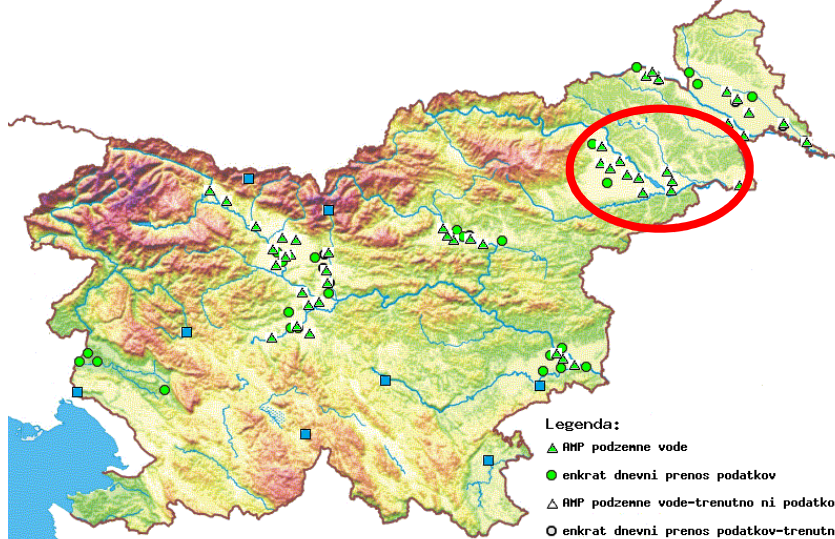 Legenda:
AMP podzemne vode
enkrat dnevni prenos podatkov
AMP podzemne vode-trenutno ni podatko
enkrat dnevni prenos podatkov-trenutn